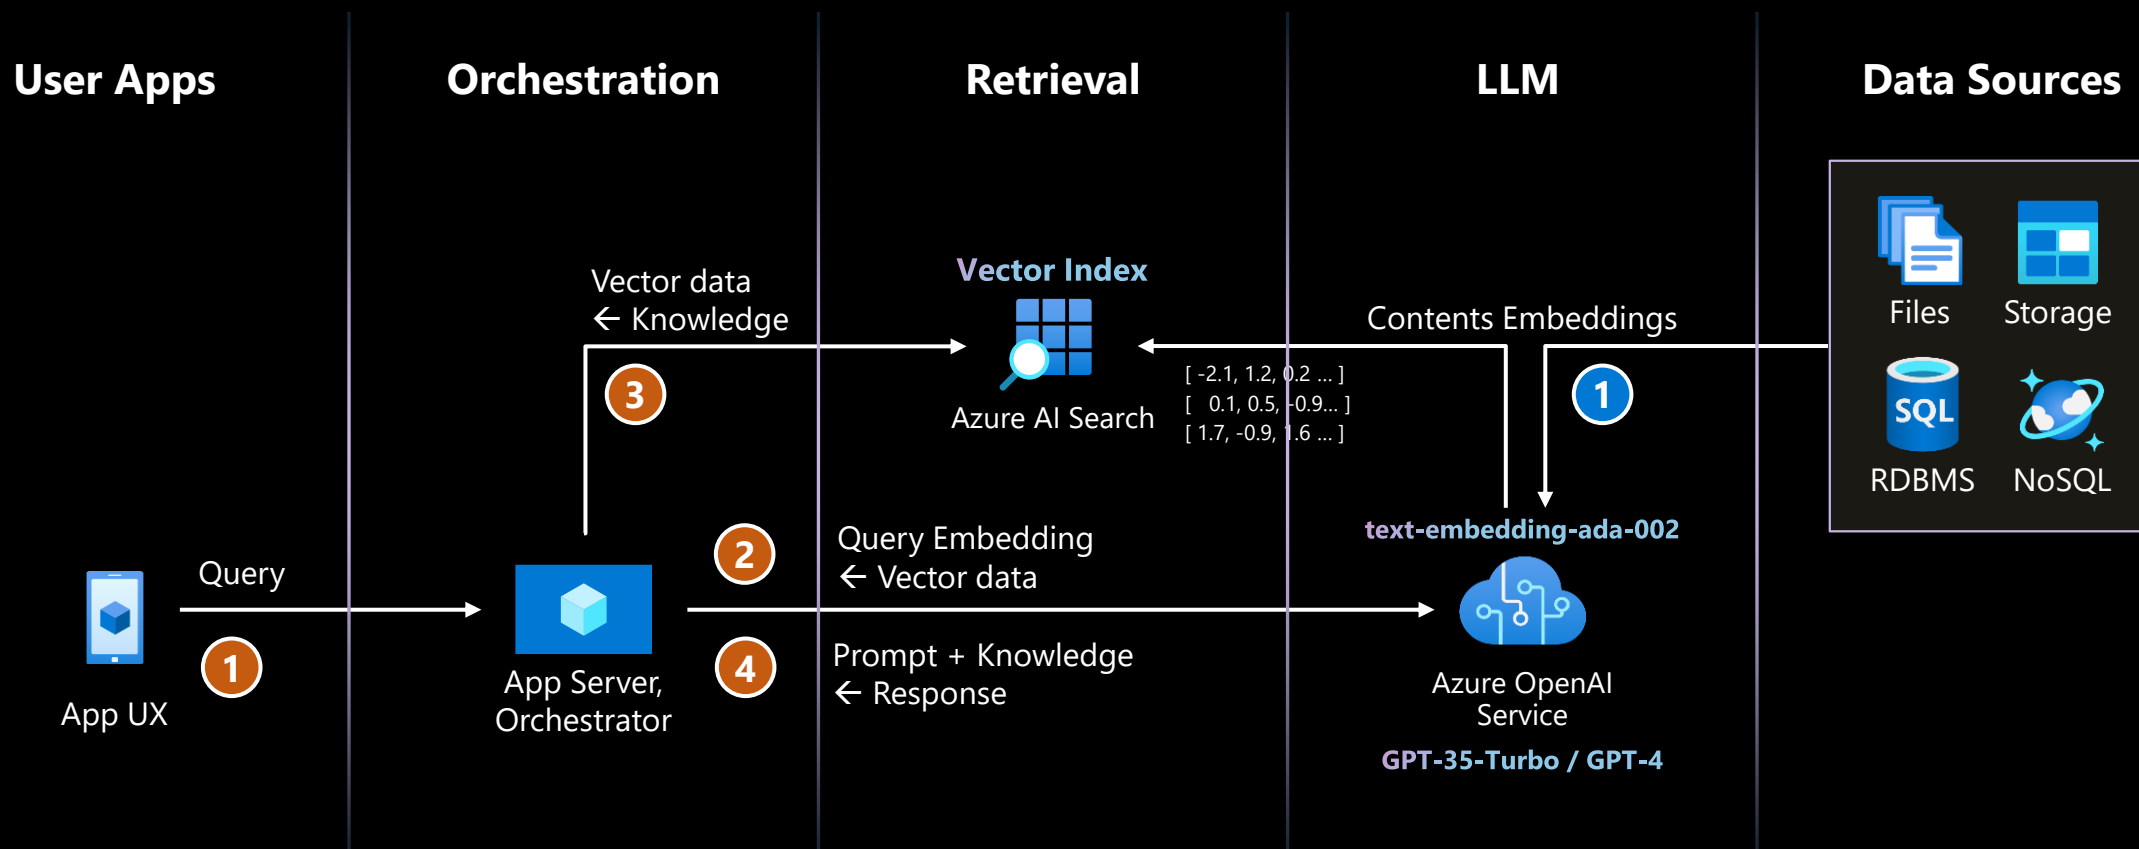 User Apps
Orchestration
Retrieval
LLM
Data Sources
Vector data
← Knowledge
3
Vector Index
Azure AI Search
Contents Embeddings
[ -2.1, 1.2, 0.2 ... ]
[ 0.1, 0.5, -0.9... ]
[ 1.7, -0.9, 1.6 ... ]
1
Files
Storage
SQL
RDBMS
NoSQL
Query
1
App UX
App Server,
Orchestrator
2
Query Embedding
← Vector data
4
Prompt + Knowledge
← Response
text-embedding-ada-002
Azure OpenAI
Service
GPT-35-Turbo / GPT-4